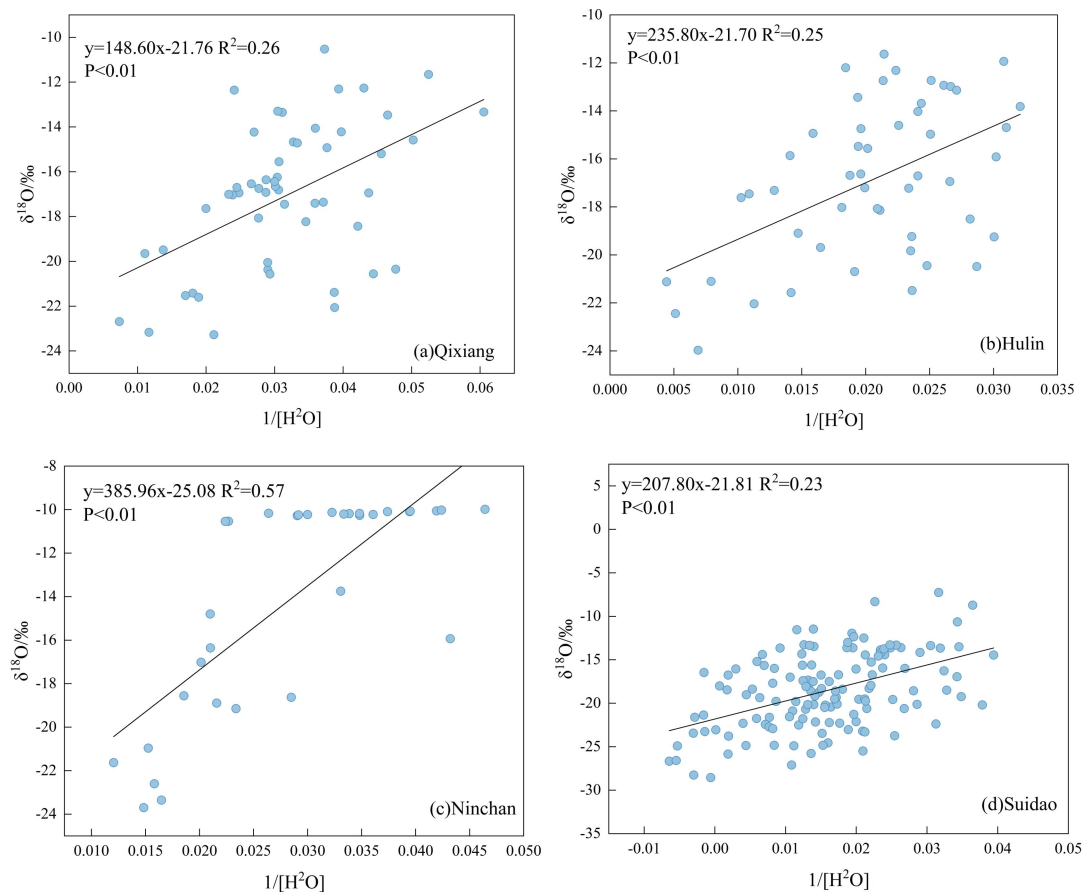 y=148.60x-21.76 R²=0.26
P<0.01
-10
-12
-14
-16
-18
-20
-22
-24
δ¹⁸O/‰
(a)Qixiang
0.00 0.01 0.02 0.03 0.04 0.05 0.06
1/[H²O]
y=235.80x-21.70 R²=0.25
P<0.01
-10
-12
-14
-16
-18
-20
-22
-24
-26
δ¹⁸O/‰
(b)Hulin
0.000 0.005 0.010 0.015 0.020 0.025 0.030 0.035
1/[H²O]
y=385.96x-25.08 R²=0.57
P<0.01
-8
-10
-12
-14
-16
-18
-20
-22
-24
δ¹⁸O/‰
(c)Ninchan
0.010 0.015 0.020 0.025 0.030 0.035 0.040 0.045 0.050
1/[H²O]
y=207.80x-21.81 R²=0.23
P<0.01
5
0
-5
-10
-15
-20
-25
-30
-35
δ¹⁸O/‰
(d)Suidao
-0.01 0.00 0.01 0.02 0.03 0.04 0.05
1/[H²O]